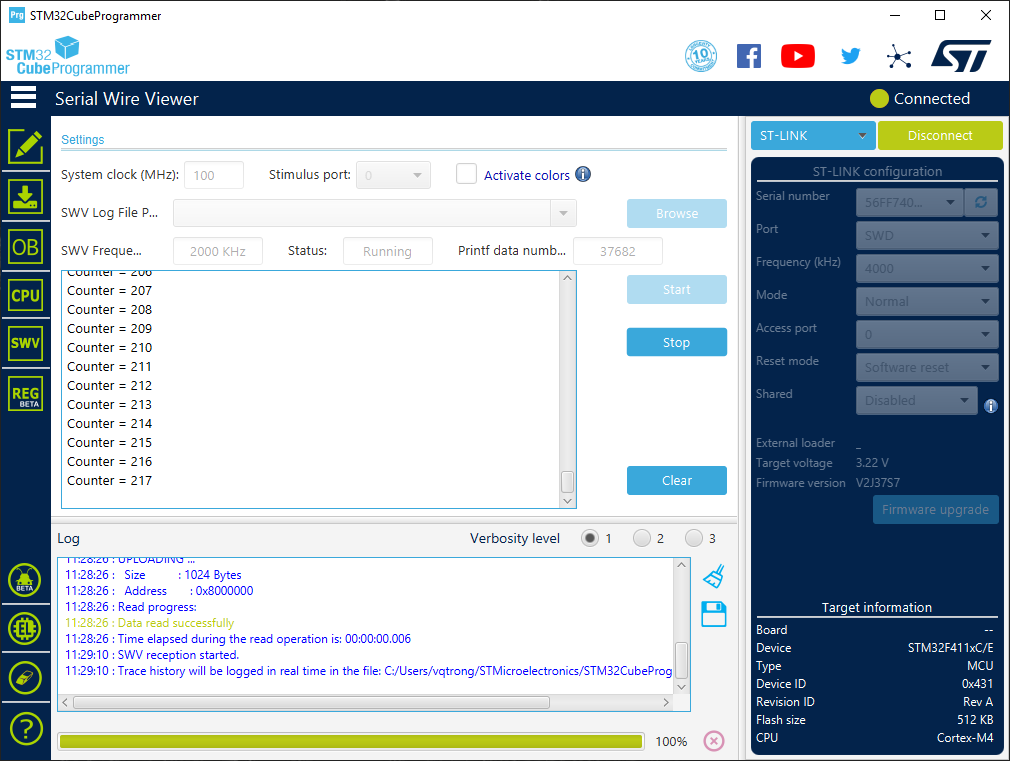 Prg STM32CubeProgrammer
STM32
CubeProgrammer
10 YEARS
ST
Serial Wire Viewer
Connected
Settings
System clock (MHz): 100 Stimulus port: 0 Activate colors
SWV Log File P... Browse
SWV Freque... 2000 KHz Status: Running Printf data numb... 37682
Counter = 206
Counter = 207
Counter = 208
Counter = 209
Counter = 210
Counter = 211
Counter = 212
Counter = 213
Counter = 214
Counter = 215
Counter = 216
Counter = 217
Start
Stop
Clear
OB
CPU
SWV
REG
BETA
BETA
EL
?
Log Verbosity level 1 2 3
11:28:26 : UPLOADING ...
11:28:26 : Size : 1024 Bytes
11:28:26 : Address : 0x8000000
11:28:26 : Read progress:
11:28:26 : Data read successfully
11:28:26 : Time elapsed during the read operation is: 00:00:00.006
11:29:10 : SWV reception started.
11:29:10 : Trace history will be logged in real time in the file: C:/Users/vqtrong/STMicroelectronics/STM32CubeProg
100%
ST-LINK Disconnect
ST-LINK configuration
Serial number 56FF740...
Port SWD
Frequency (kHz) 4000
Mode Normal
Access port 0
Reset mode Software reset
Shared Disabled
External loader _
Target voltage 3.22 V
Firmware version V2J37S7
Firmware upgrade
Target information
Board --
Device STM32F411xC/E
Type MCU
Device ID 0x431
Revision ID Rev A
Flash size 512 KB
CPU Cortex-M4